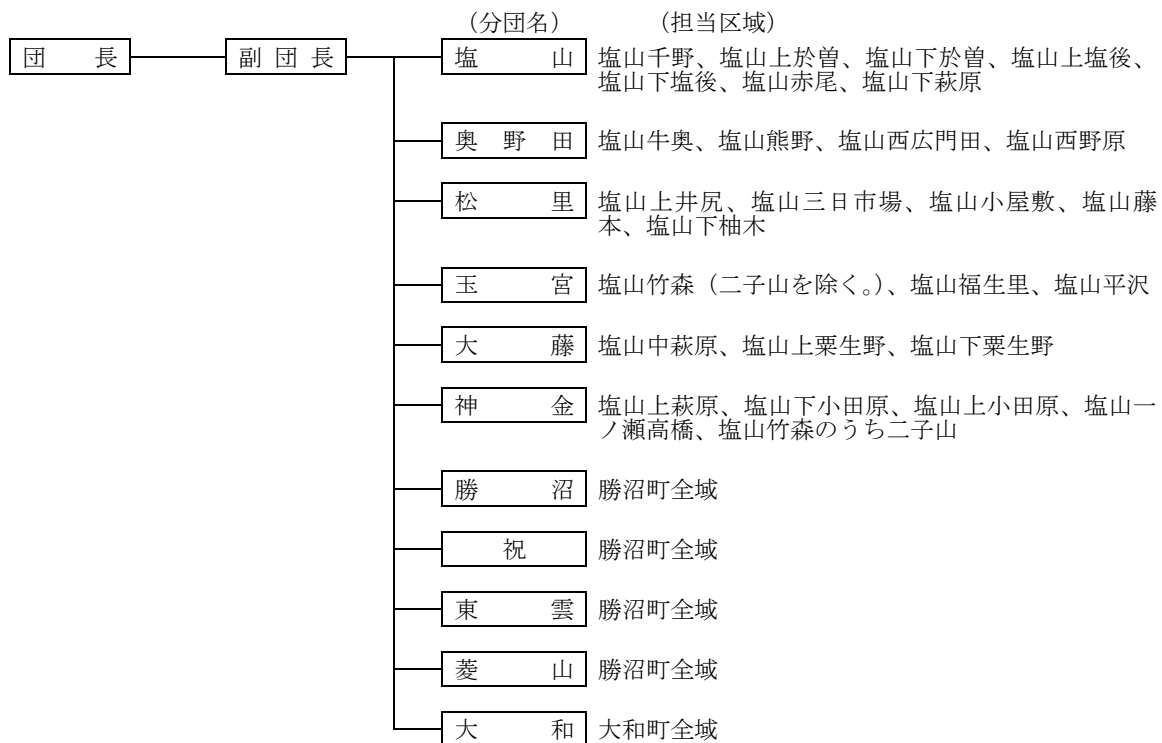 （分団名）　（担当区域）
団長　副団長　塩山　塩山千野、塩山上於曽、塩山下於曽、塩山上塩後、
塩山下塩後、塩山赤尾、塩山下萩原
奥野田　塩山牛奥、塩山熊野、塩山西広門田、塩山西野原
松里　塩山上井尻、塩山三日市場、塩山小屋敷、塩山藤
本、塩山下柚木
玉宮　塩山竹森（二子山を除く。）、塩山福生里、塩山平沢
大藤　塩山中萩原、塩山上粟生野、塩山下粟生野
神金　塩山上萩原、塩山下小田原、塩山上小田原、塩山一
ノ瀬高橋、塩山竹森のうち二子山
勝沼　勝沼町全域
祝　勝沼町全域
東雲　勝沼町全域
菱山　勝沼町全域
大和　大和町全域